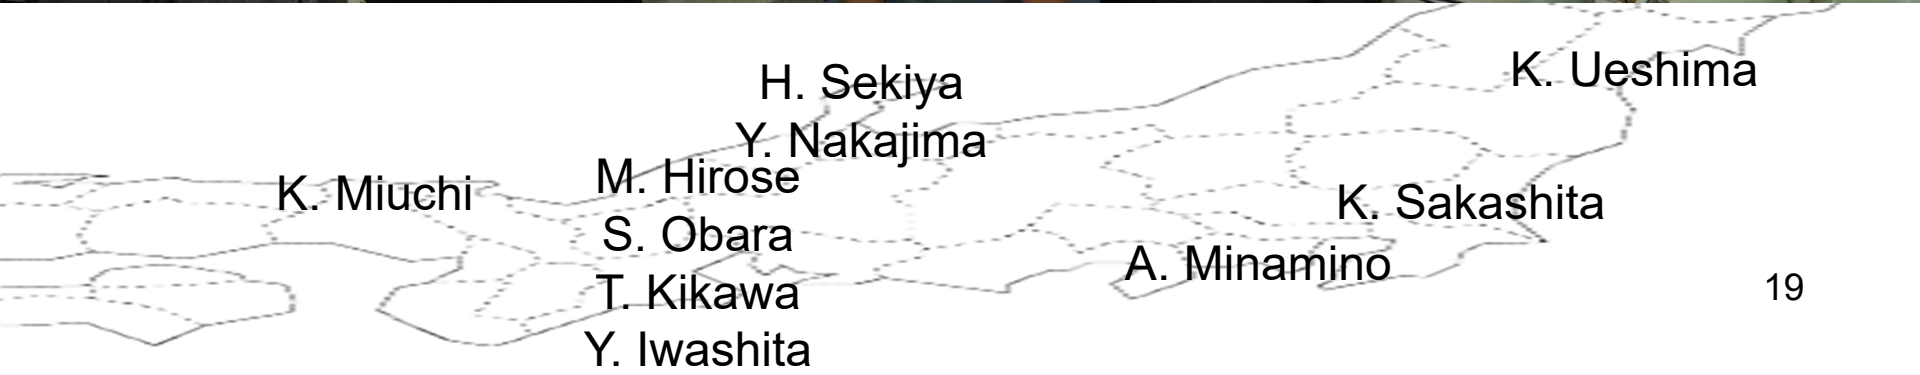 H. Sekiya
Y. Nakajima
K. Miuchi
M. Hirose
S. Obara
T. Kikawa
Y. Iwashita
K. Ueshima
K. Sakashita
A. Minamino
19